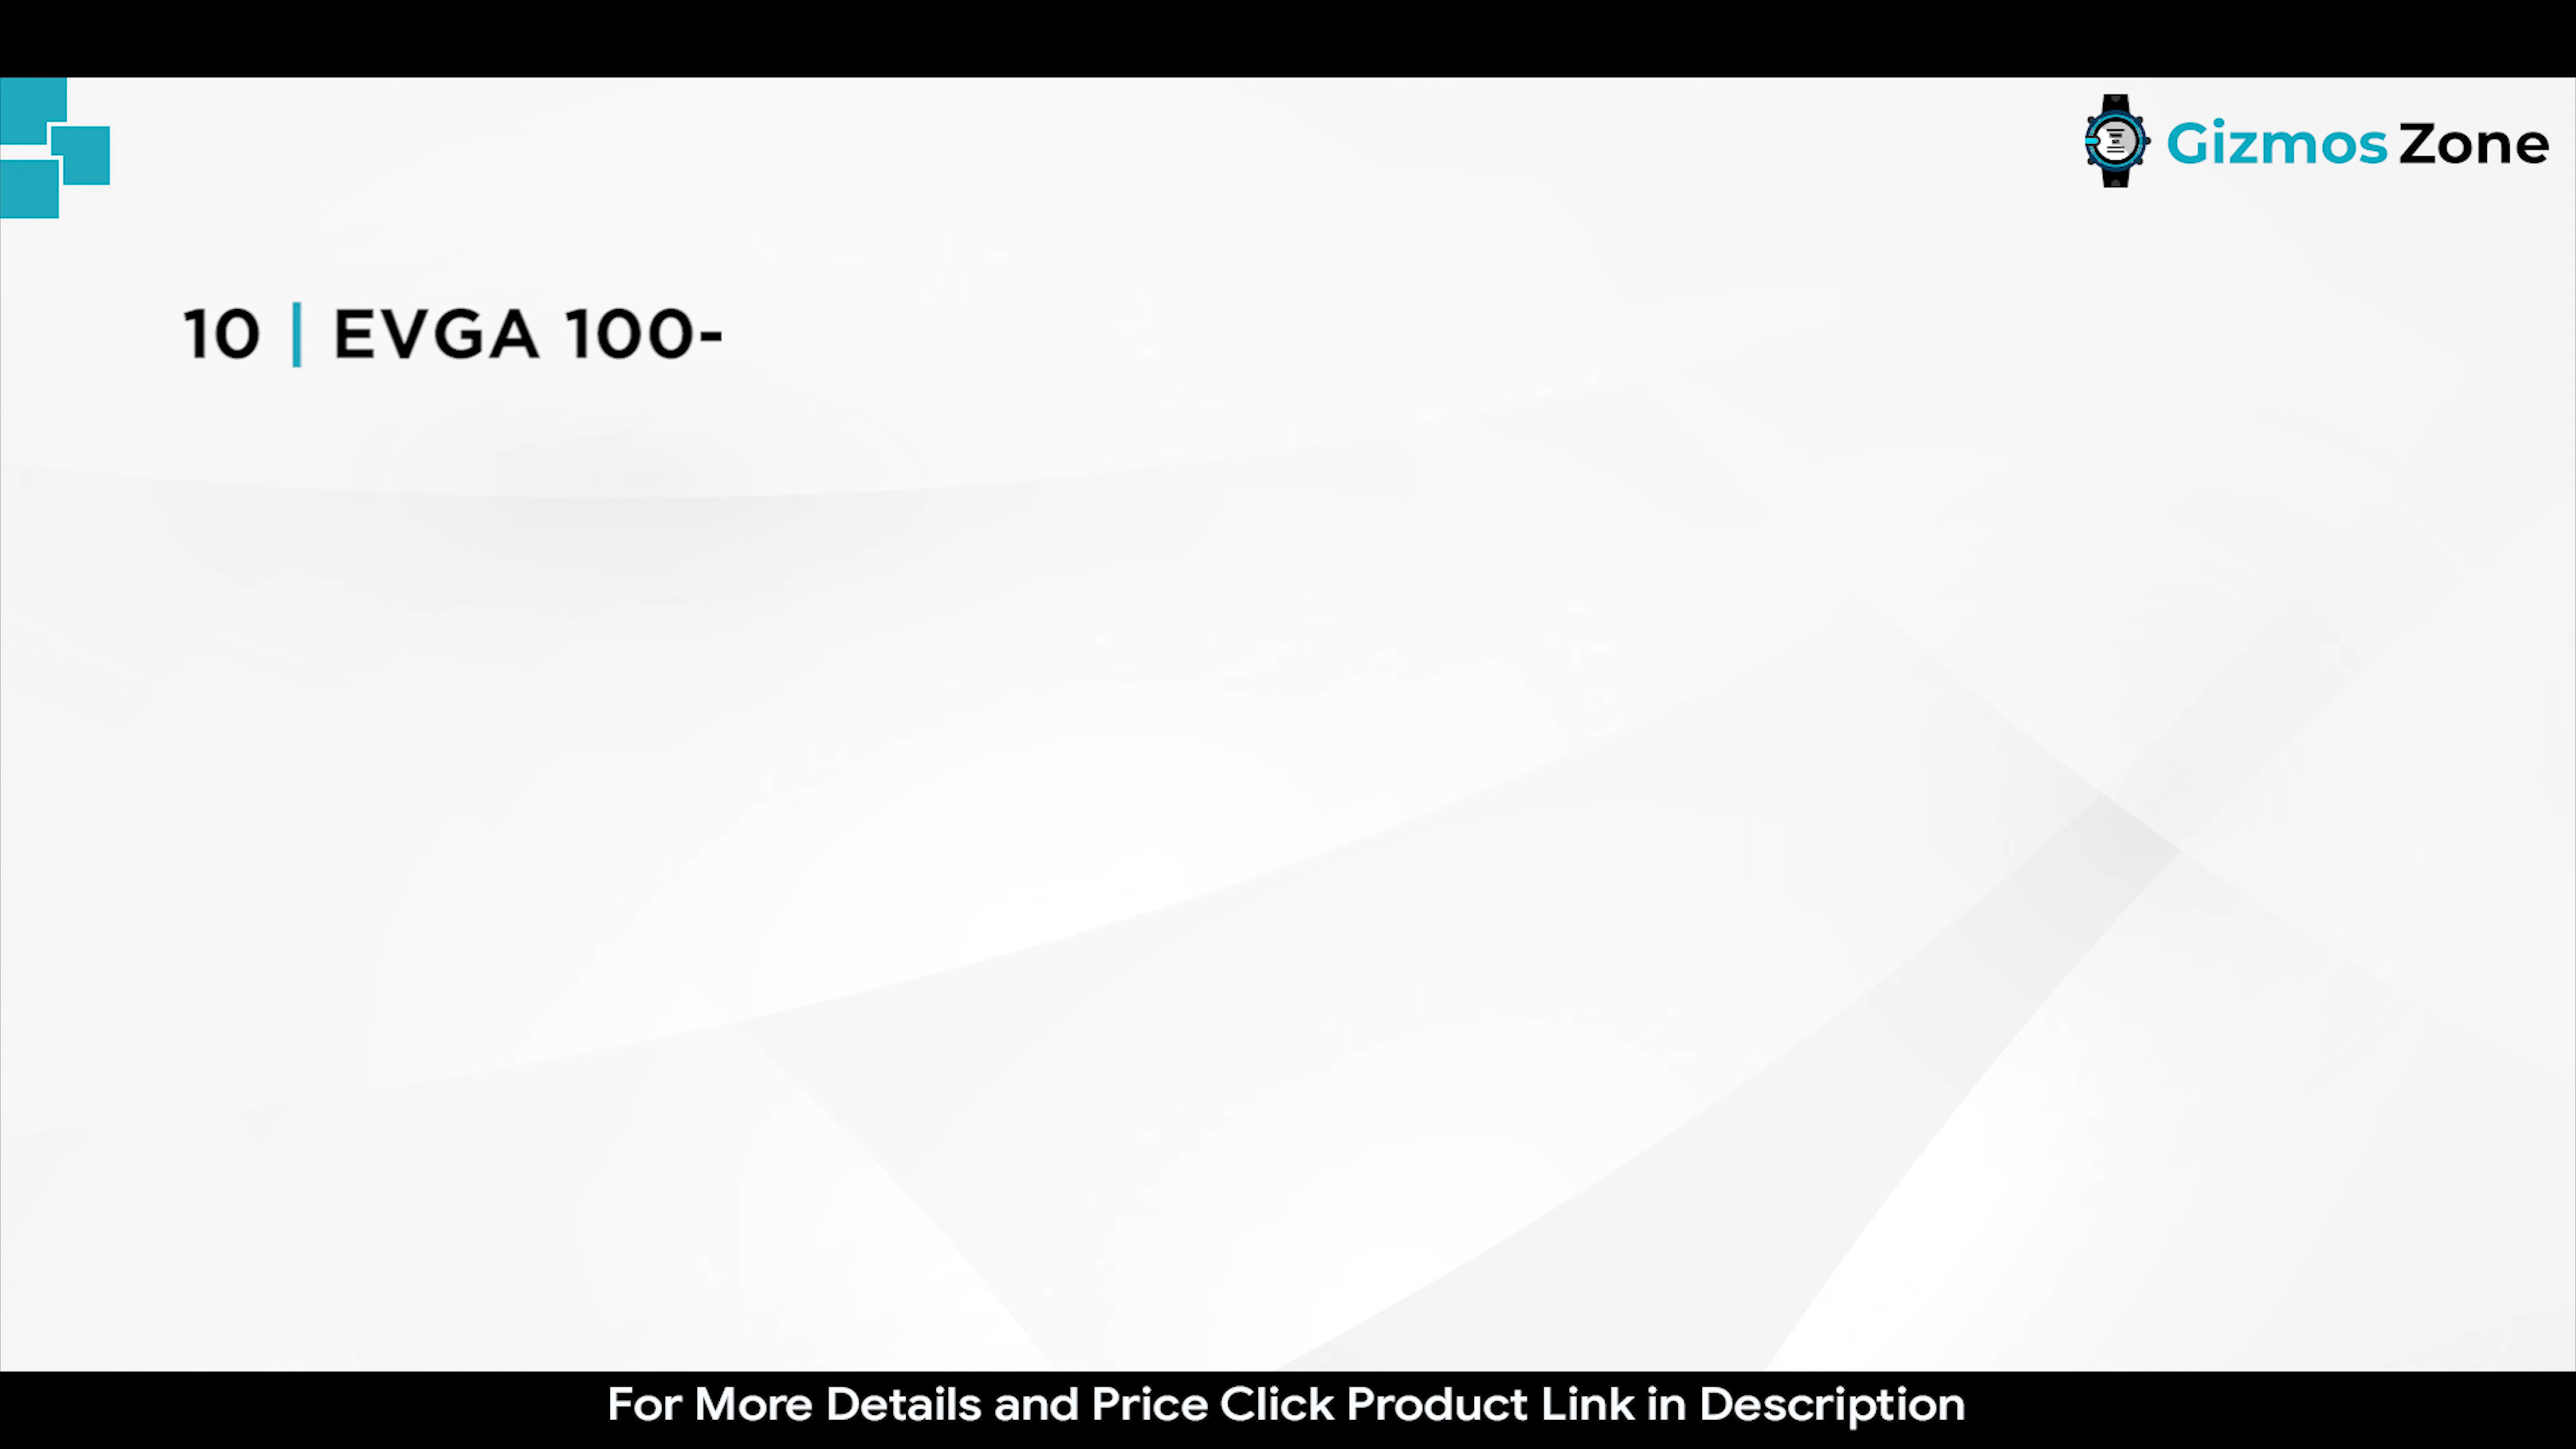 Gizmos Zone
10 | EVGA 100-
For More Details and Price Click Product Link in Description